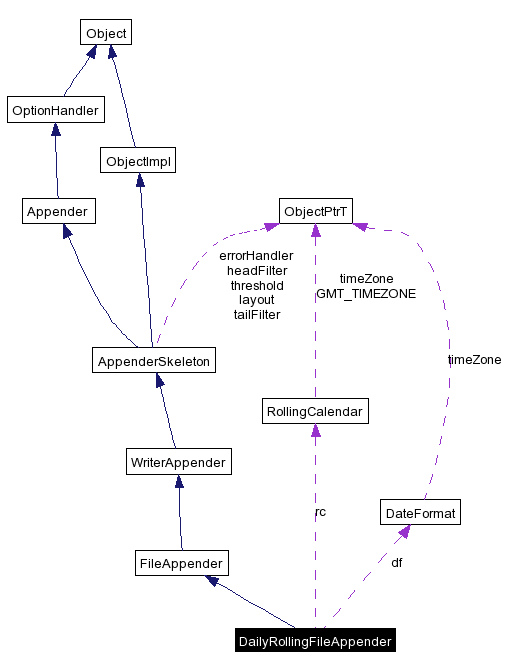 Object
OptionHandler
ObjectImpl
Appender
ObjectPtrT
errorHandler
headFilter
threshold
layout
tailFilter
timeZone
GMT_TIMEZONE
AppenderSkeleton
timeZone
RollingCalendar
WriterAppender
rc
DateFormat
FileAppender
df
DailyRollingFileAppender